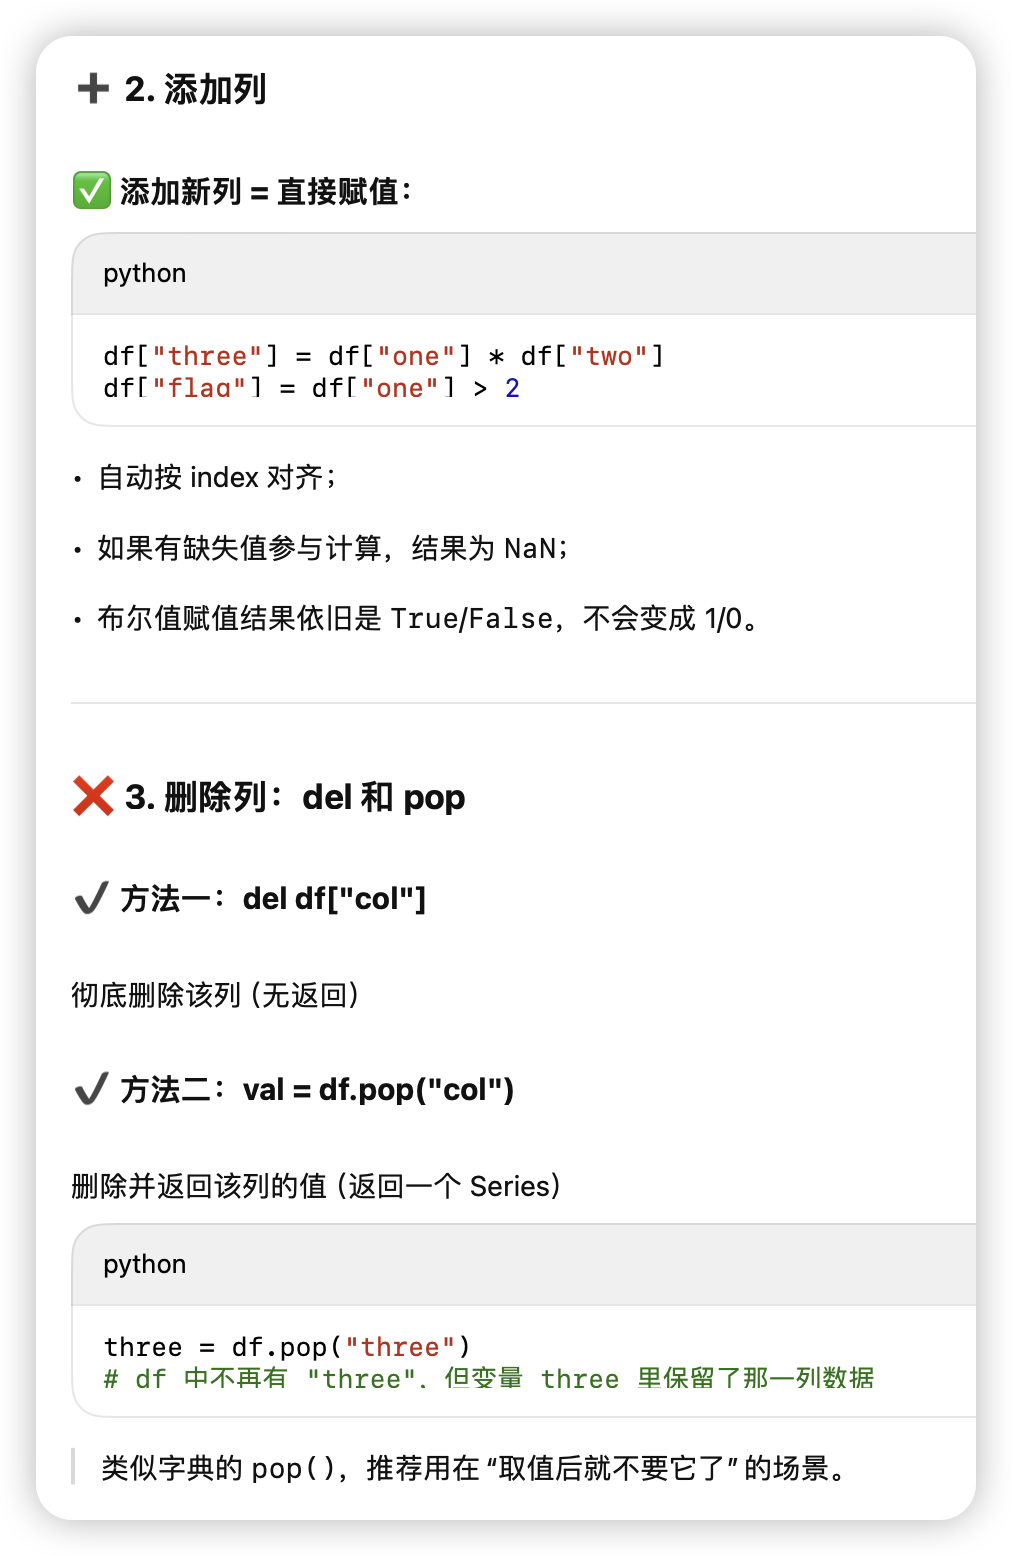 ➕ 2. 添加列
✅ 添加新列 = 直接赋值：
python
df["three"] = df["one"] * df["two"]
df["flag"] = df["one"] > 2
• 自动按 index 对齐；
• 如果有缺失值参与计算，结果为 NaN；
• 布尔值赋值结果依旧是 True/False，不会变成 1/0。
❌ 3. 删除列：del 和 pop
✔ 方法一：del df["col"]
彻底删除该列（无返回）
✔ 方法二：val = df.pop("col")
删除并返回该列的值（返回一个 Series）
python
three = df.pop("three")
# df 中不再有 "three"，但变量 three 里保留了那一列数据
类似字典的 pop()，推荐用在“取值后就不要它了”的场景。